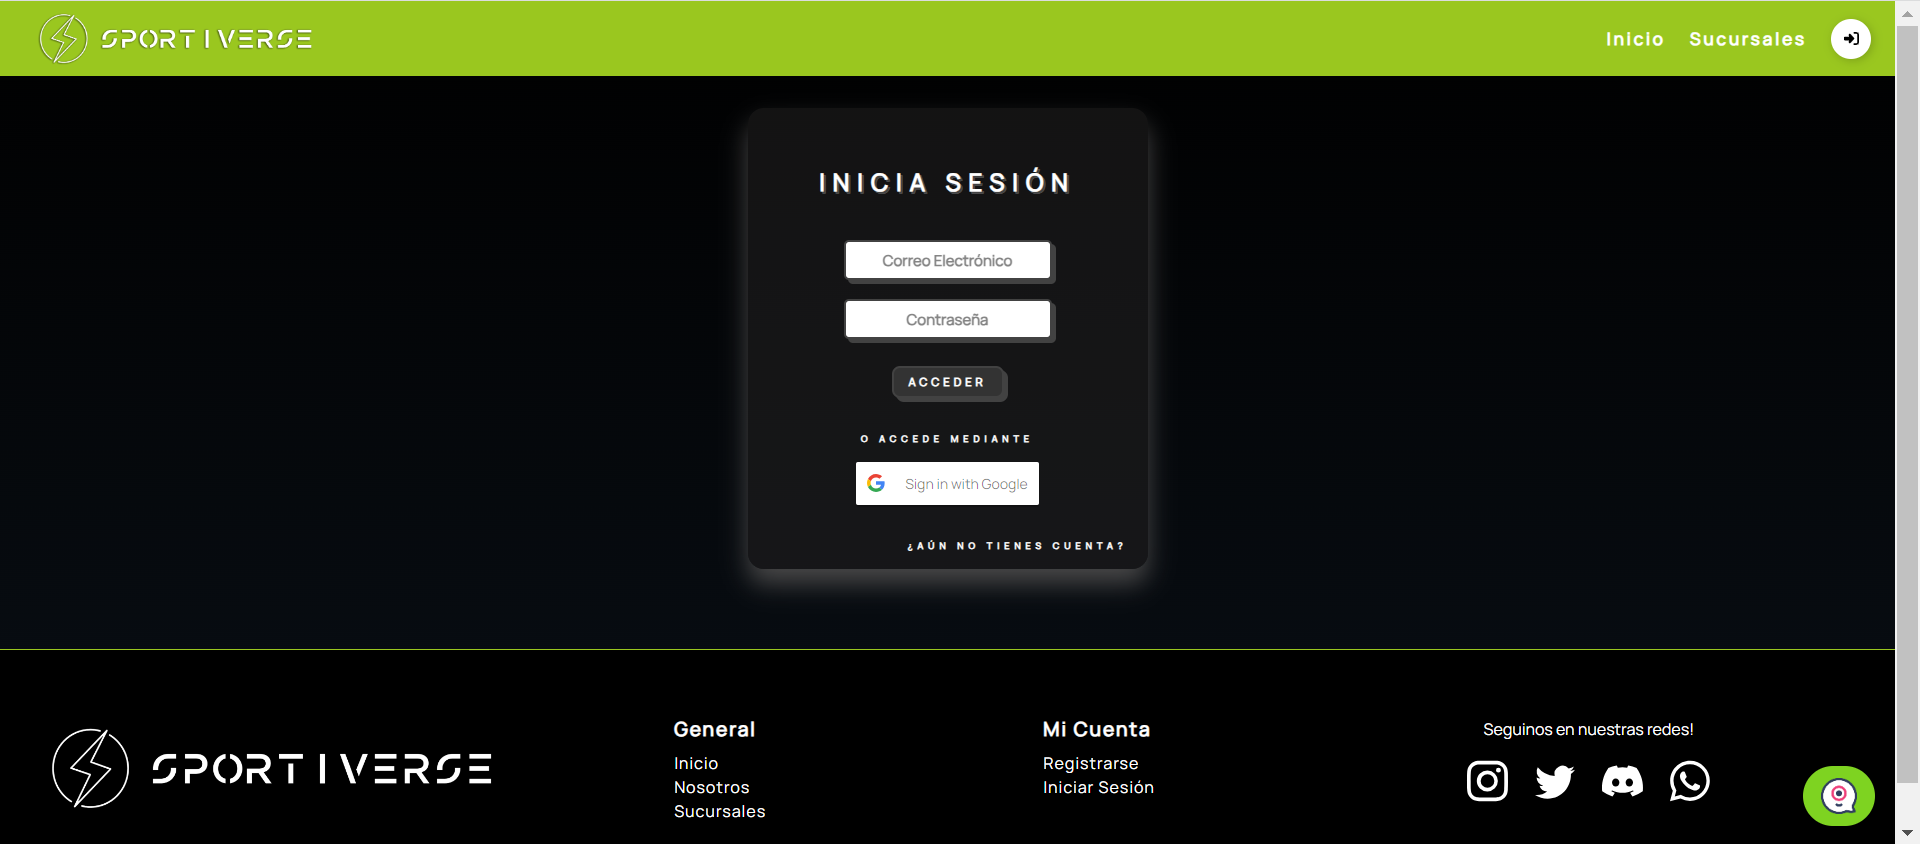 SPORTIVERSE
Inicio
Sucursales
INICIA SESIÓN
Correo Electrónico
Contraseña
ACCEDER
O ACCEDE MEDIANTE
Sign in with Google
¿AÚN NO TIENES CUENTA?
SPORTIVERSE
General
Inicio
Nosotros
Sucursales
Mi Cuenta
Registrarse
Iniciar Sesión
Seguinos en nuestras redes!